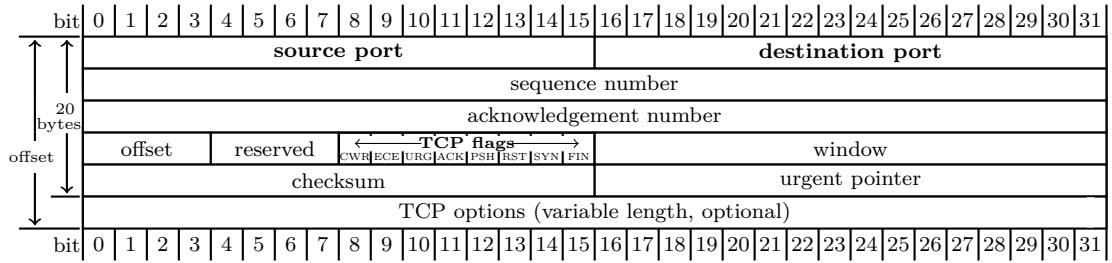 bit 0 1 2 3 4 5 6 7 8 9 10 11 12 13 14 15 16 17 18 19 20 21 22 23 24 25 26 27 28 29 30 31
source port destination port
sequence number
20
bytes
acknowledgement number
offset
offset reserved TCP flags window
CWR ECE URG ACK PSH RST SYN FIN
checksum urgent pointer
TCP options (variable length, optional)
bit 0 1 2 3 4 5 6 7 8 9 10 11 12 13 14 15 16 17 18 19 20 21 22 23 24 25 26 27 28 29 30 31